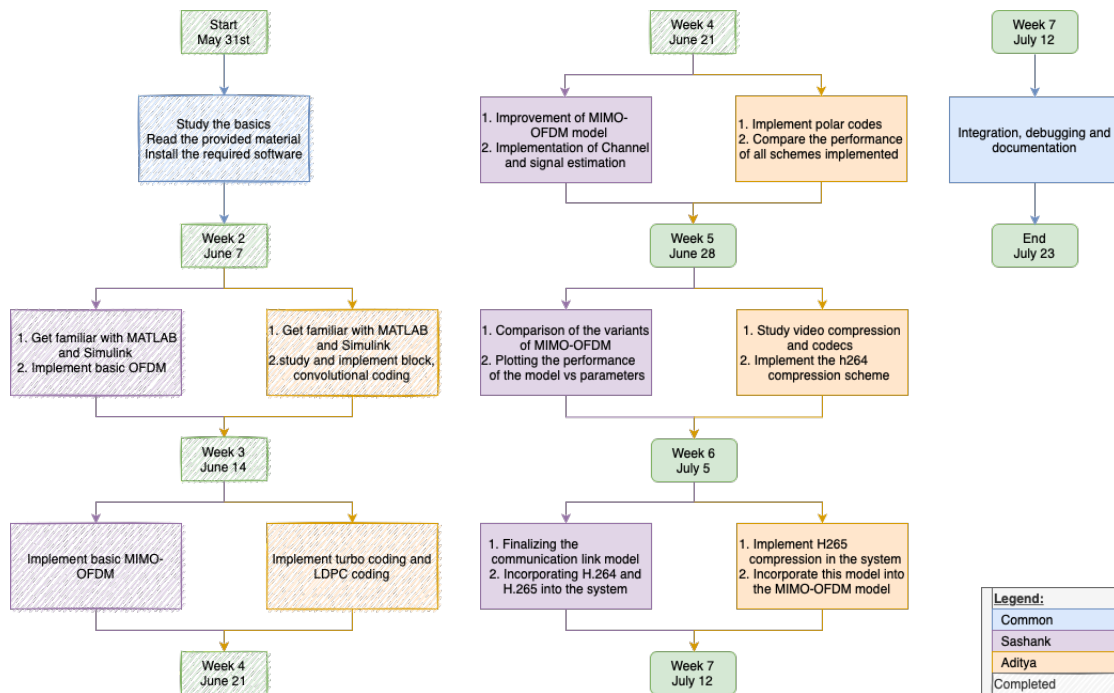 Start
May 31st
Study the basics
Read the provided material
Install the required software
Week 2
June 7
1. Get familiar with MATLAB
and Simulink
2. Implement basic OFDM
1. Get familiar with MATLAB
and Simulink
2.study and implement block,
convolutional coding
Week 3
June 14
Implement basic MIMO-
OFDM
Implement turbo coding and
LDPC coding
Week 4
June 21
Week 4
June 21
1. Improvement of MIMO-
OFDM model
2. Implementation of Channel
and signal estimation
1. Implement polar codes
2. Compare the performance
of all schemes implemented
Week 5
June 28
1. Comparison of the variants
of MIMO-OFDM
2. Plotting the performance
of the model vs parameters
1. Study video compression
and codecs
2. Implement the h264
compression scheme
Week 6
July 5
1. Finalizing the
communication link model
2. Incorporating H.264 and
H.265 into the system
1. Implement H265
compression in the system
2. Incorporate this model into
the MIMO-OFDM model
Week 7
July 12
Week 7
July 12
Integration, debugging and
documentation
End
July 23
Legend:
Common
Sashank
Aditya
Completed